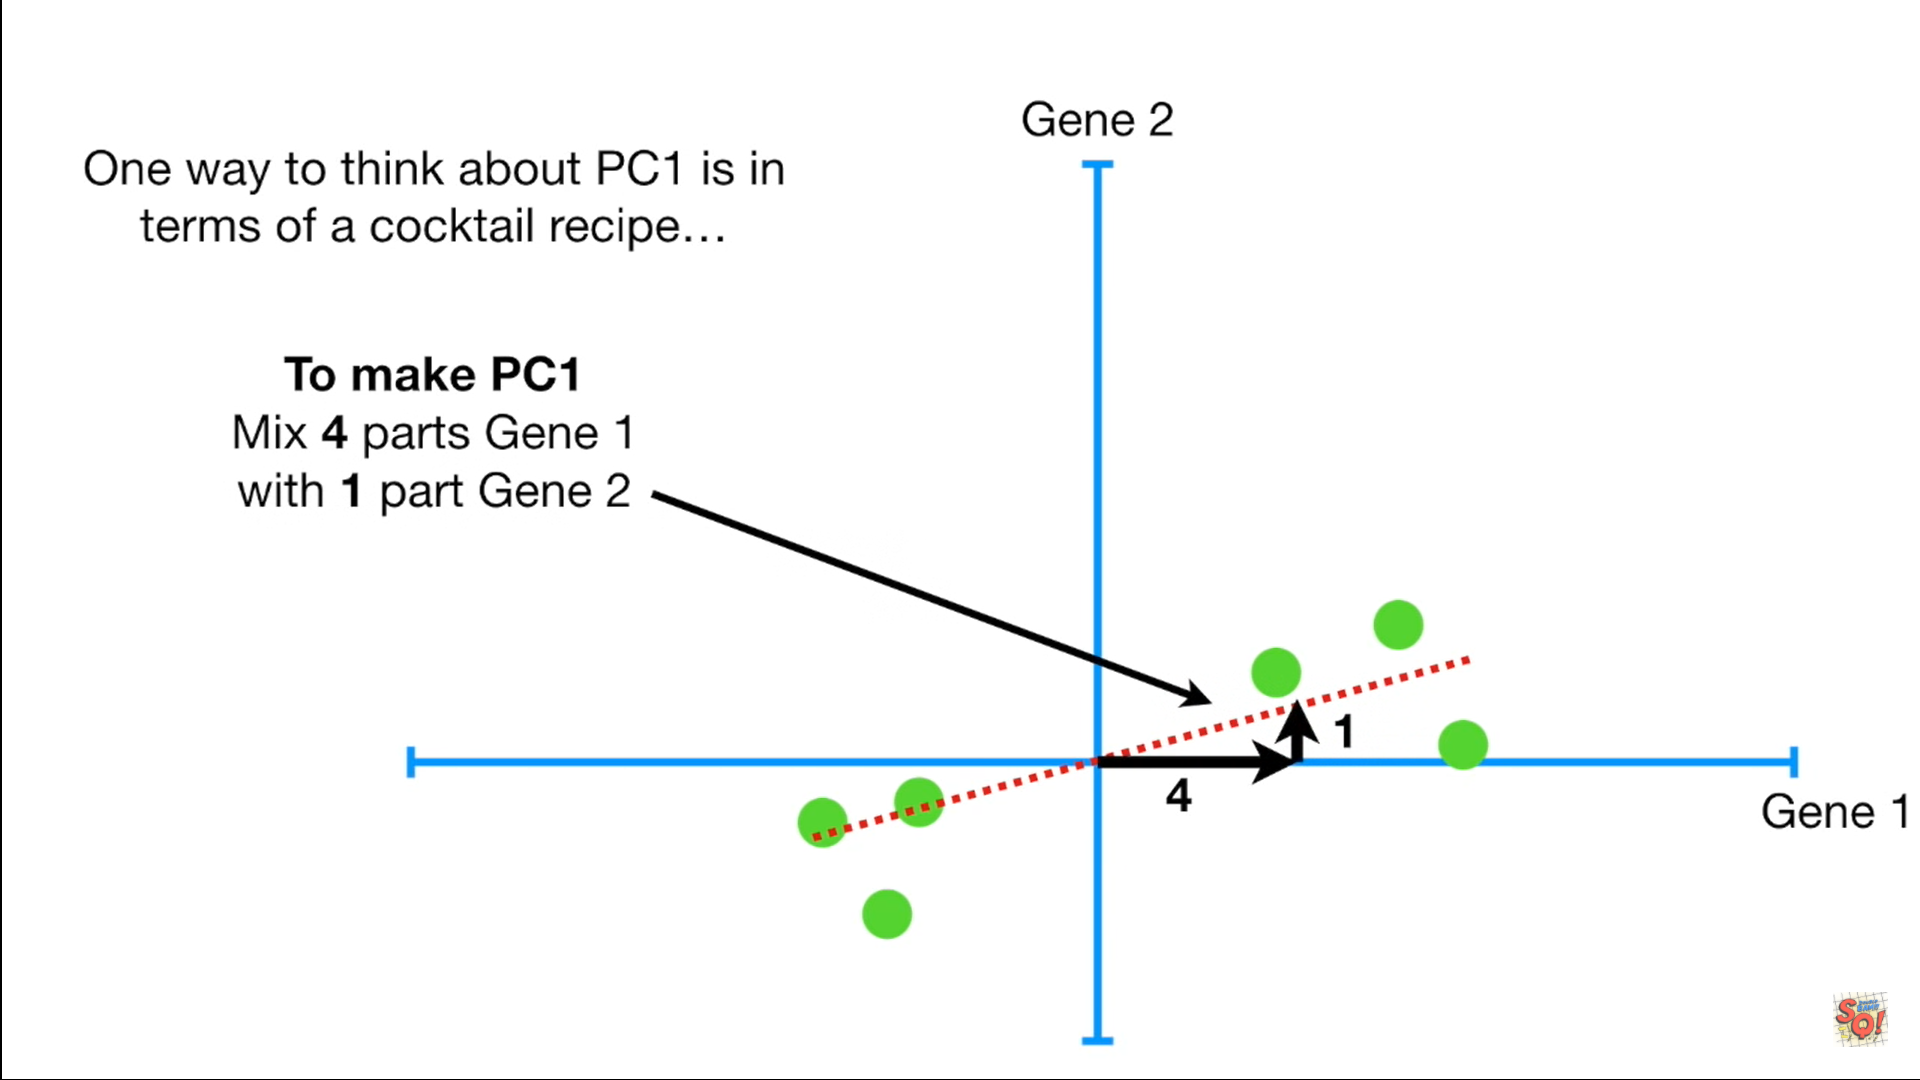 Gene 2
One way to think about PC1 is in
terms of a cocktail recipe…
To make PC1
Mix 4 parts Gene 1
with 1 part Gene 2
1
4
Gene 1
SQ!